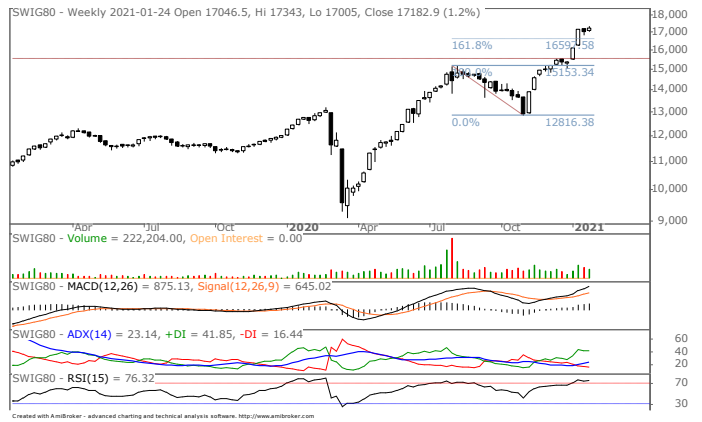 SWIG80 - Weekly 2021-01-24 Open 17046.5, Hi 17343, Lo 17005, Close 17182.9 (1.2%)
18,000
17,000
161.8% 16597.58
16,000
15153.34
15,000
14,000
13,000
0.0% 12816.38
12,000
11,000
10,000
9,000
Apr Jul Oct 2020 Apr Jul Oct 2021
SWIG80 - Volume = 222,204.00, Open Interest = 0.00
SWIG80 - MACD(12,26) = 875.13, Signal(12,26,9) = 645.02
SWIG80 - ADX(14) = 23.14, +DI = 41.85, -DI = 16.44
60
40
20
SWIG80 - RSI(15) = 76.32
70
30
Created with AmiBroker - advanced charting and technical analysis software. http://www.amibroker.com